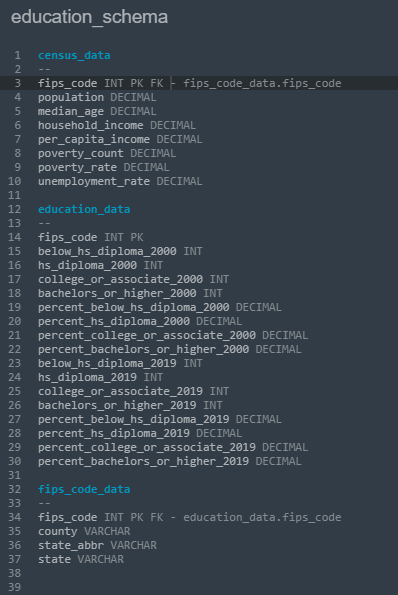 education_schema
1 census_data
2 --
3 fips_code INT PK FK - fips_code_data.fips_code
4 population DECIMAL
5 median_age DECIMAL
6 household_income DECIMAL
7 per_capita_income DECIMAL
8 poverty_count DECIMAL
9 poverty_rate DECIMAL
10 unemployment_rate DECIMAL
11
12 education_data
13 --
14 fips_code INT PK
15 below_hs_diploma_2000 INT
16 hs_diploma_2000 INT
17 college_or_associate_2000 INT
18 bachelors_or_higher_2000 INT
19 percent_below_hs_diploma_2000 DECIMAL
20 percent_hs_diploma_2000 DECIMAL
21 percent_college_or_associate_2000 DECIMAL
22 percent_bachelors_or_higher_2000 DECIMAL
23 below_hs_diploma_2019 INT
24 hs_diploma_2019 INT
25 college_or_associate_2019 INT
26 bachelors_or_higher_2019 INT
27 percent_below_hs_diploma_2019 DECIMAL
28 percent_hs_diploma_2019 DECIMAL
29 percent_college_or_associate_2019 DECIMAL
30 percent_bachelors_or_higher_2019 DECIMAL
31
32 fips_code_data
33 --
34 fips_code INT PK FK - education_data.fips_code
35 county VARCHAR
36 state_abbr VARCHAR
37 state VARCHAR
38
39